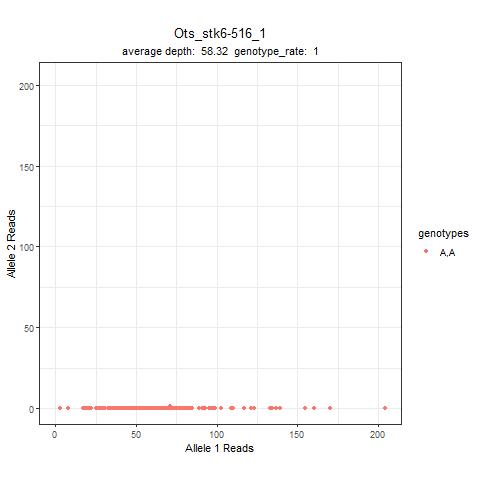 Ots_stk6-516_1
average depth: 58.32 genotype_rate: 1
200
150
100
50
0
Allele 2 Reads
0 50 100 150 200
Allele 1 Reads
genotypes
A,A